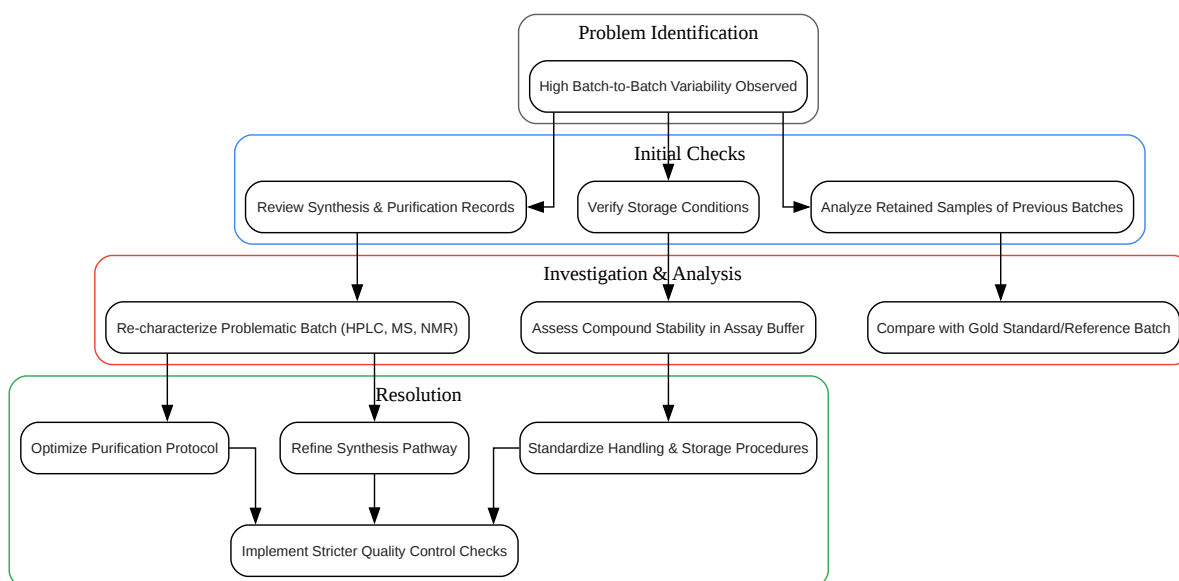 Problem Identification
High Batch-to-Batch Variability Observed
Initial Checks
Review Synthesis & Purification Records
Verify Storage Conditions
Analyze Retained Samples of Previous Batches
Investigation & Analysis
Re-characterize Problematic Batch (HPLC, MS, NMR)
Assess Compound Stability in Assay Buffer
Compare with Gold Standard/Reference Batch
Resolution
Optimize Purification Protocol
Refine Synthesis Pathway
Standardize Handling & Storage Procedures
Implement Stricter Quality Control Checks